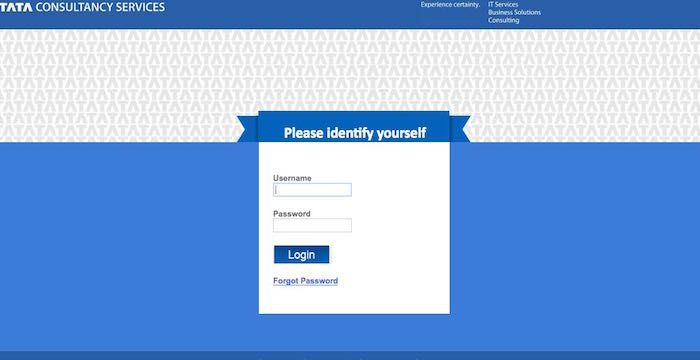 TATA CONSULTANCY SERVICES
Experience certainty. IT Services
Business Solutions
Consulting
Please identify yourself
Username
Password
Login
Forgot Password